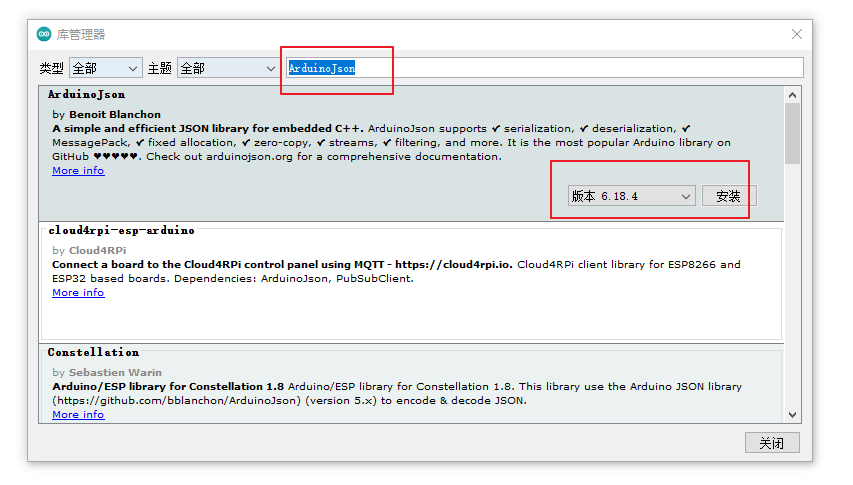 库管理器
类型 全部 主题 全部 ArduinoJson
ArduinoJson
by Benoit Blanchon
A simple and efficient JSON library for embedded C++. ArduinoJson supports ✔ serialization, ✔ deserialization, ✔
MessagePack, ✔ fixed allocation, ✔ zero-copy, ✔ streams, ✔ filtering, and more. It is the most popular Arduino library on
GitHub ♥♥♥♥♥. Check out arduinojson.org for a comprehensive documentation.
More info
版本 6.18.4 安装
cloud4rpi-esp-arduino
by Cloud4RPi
Connect a board to the Cloud4RPi control panel using MQTT - https://cloud4rpi.io. Cloud4RPi client library for ESP8266 and
ESP32 based boards. Dependencies: ArduinoJson, PubSubClient.
More info
Constellation
by Sebastien Warin
Arduino/ESP library for Constellation 1.8 Arduino/ESP library for Constellation 1.8. This library use the Arduino JSON library
(https://github.com/bblanchon/ArduinoJson) (version 5.x) to encode & decode JSON.
More info
关闭